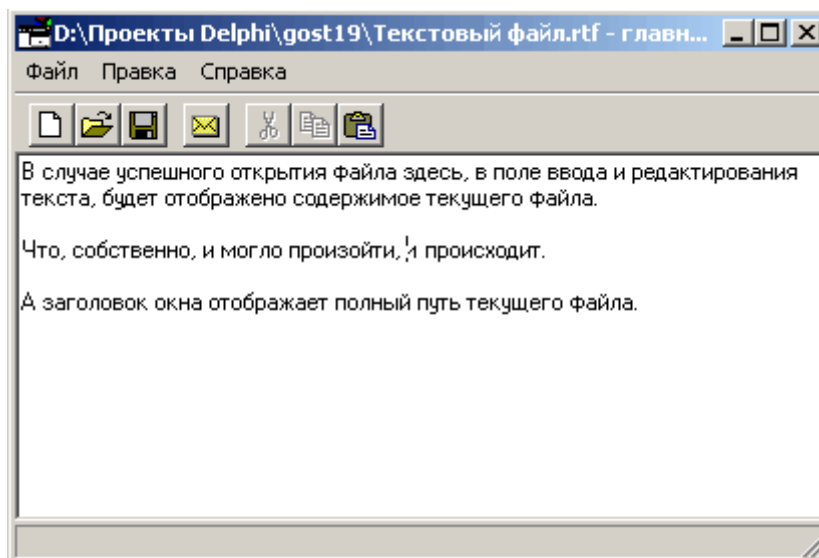 D:\Проекты Delphi\gost19\Текстовый файл.rtf - главн...
Файл Правка Справка
В случае успешного открытия файла здесь, в поле ввода и редактирования
текста, будет отображено содержимое текущего файла.
Что, собственно, и могло произойти, и происходит.
А заголовок окна отображает полный путь текущего файла.